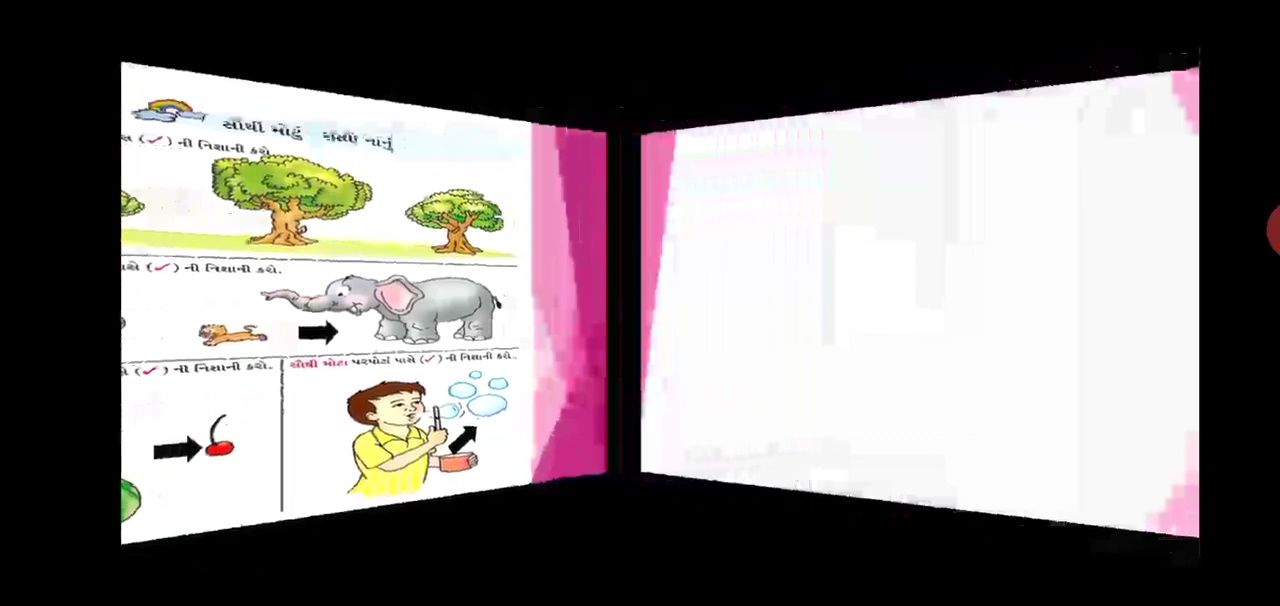 સૌથી મોટું સૌથી નાનું
(✓) ની નિશાની કરો.
પાસે (✓) ની નિશાની કરો.
(✓) ની નિશાની કરો.
સૌથી મોટા પરપોટા પાસે (✓) ની નિશાની કરો.